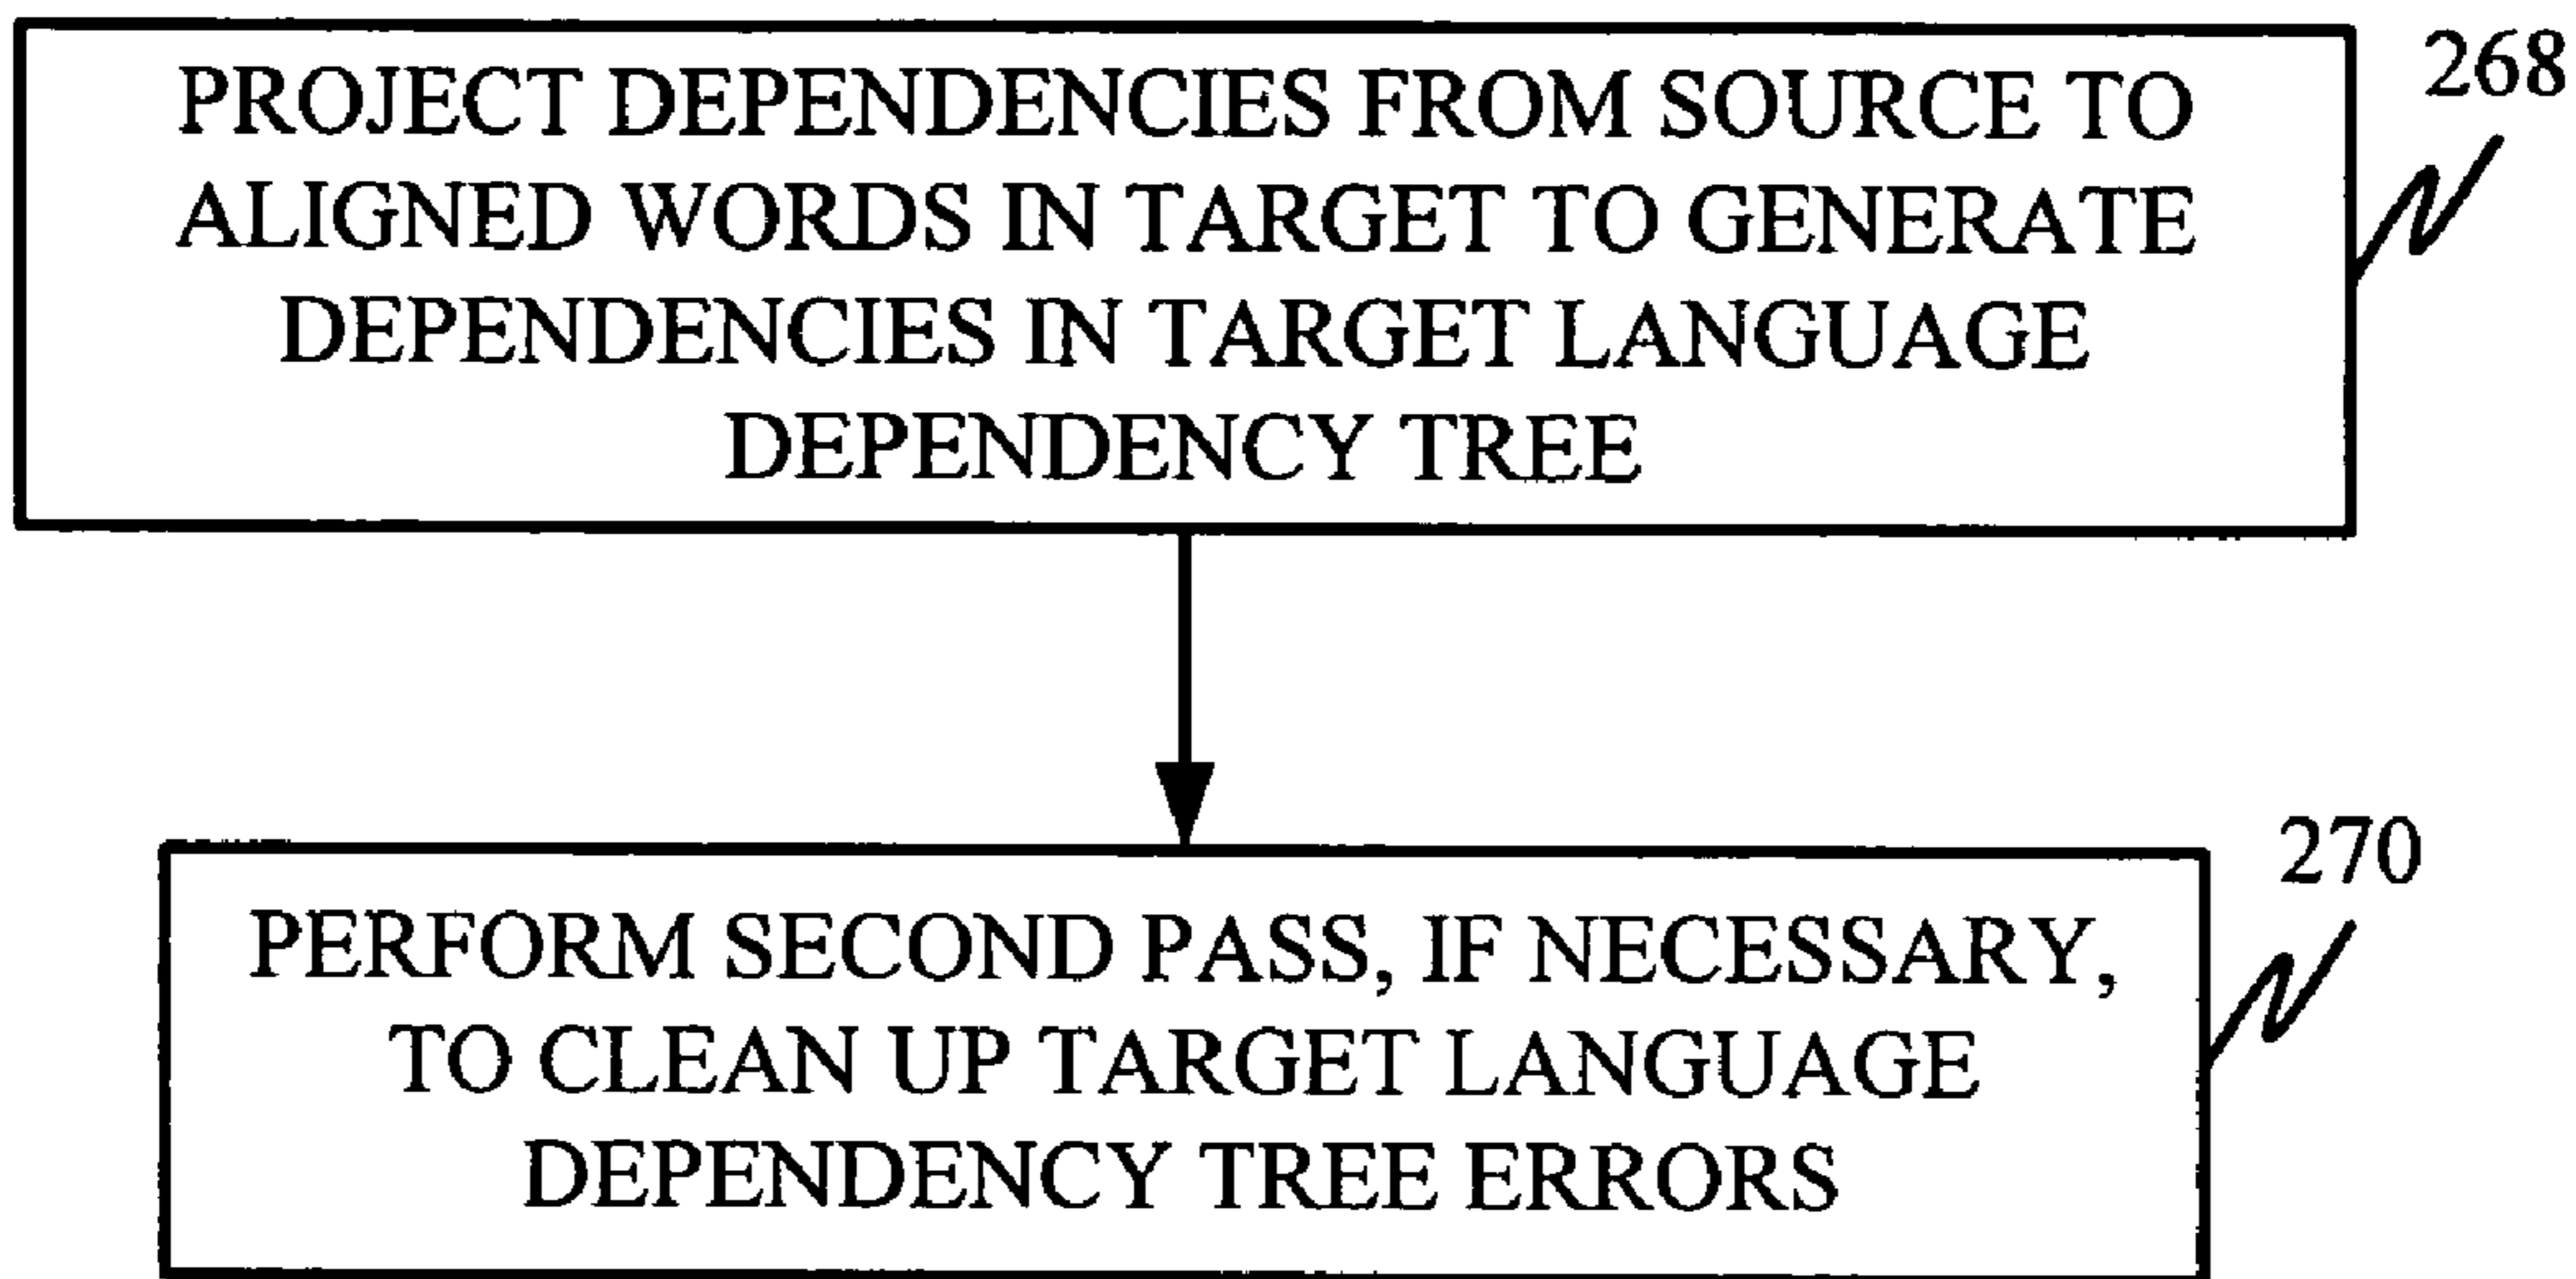 PROJECT DEPENDENCIES FROM SOURCE TO
ALIGNED WORDS IN TARGET TO GENERATE
DEPENDENCIES IN TARGET LANGUAGE
DEPENDENCY TREE
268
PERFORM SECOND PASS, IF NECESSARY,
TO CLEAN UP TARGET LANGUAGE
DEPENDENCY TREE ERRORS
270